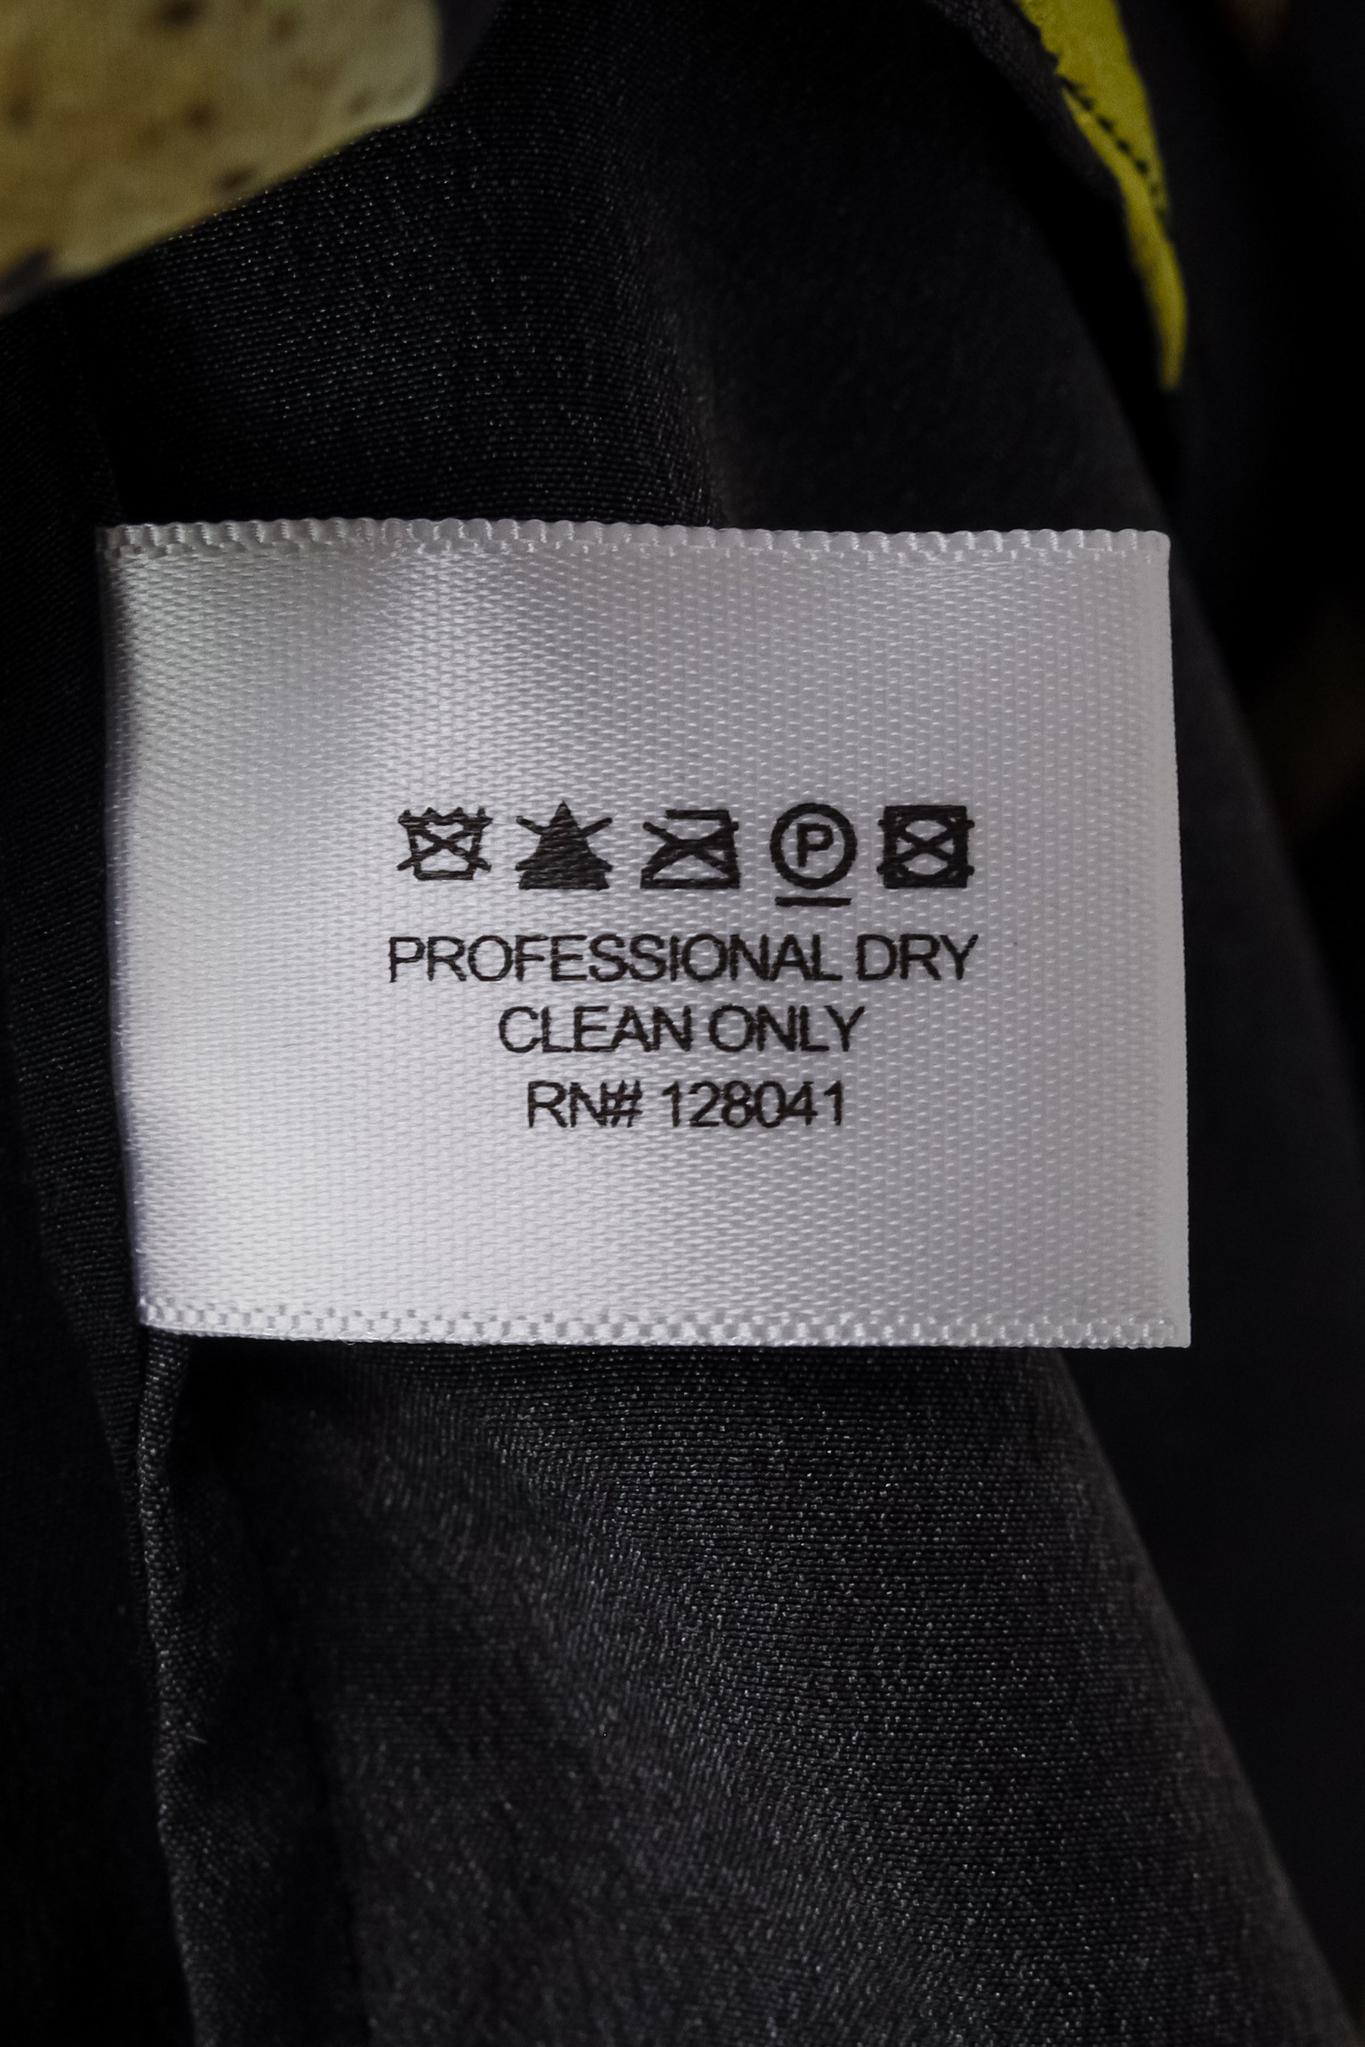 P
PROFESSIONAL DRY
CLEAN ONLY
RN# 128041